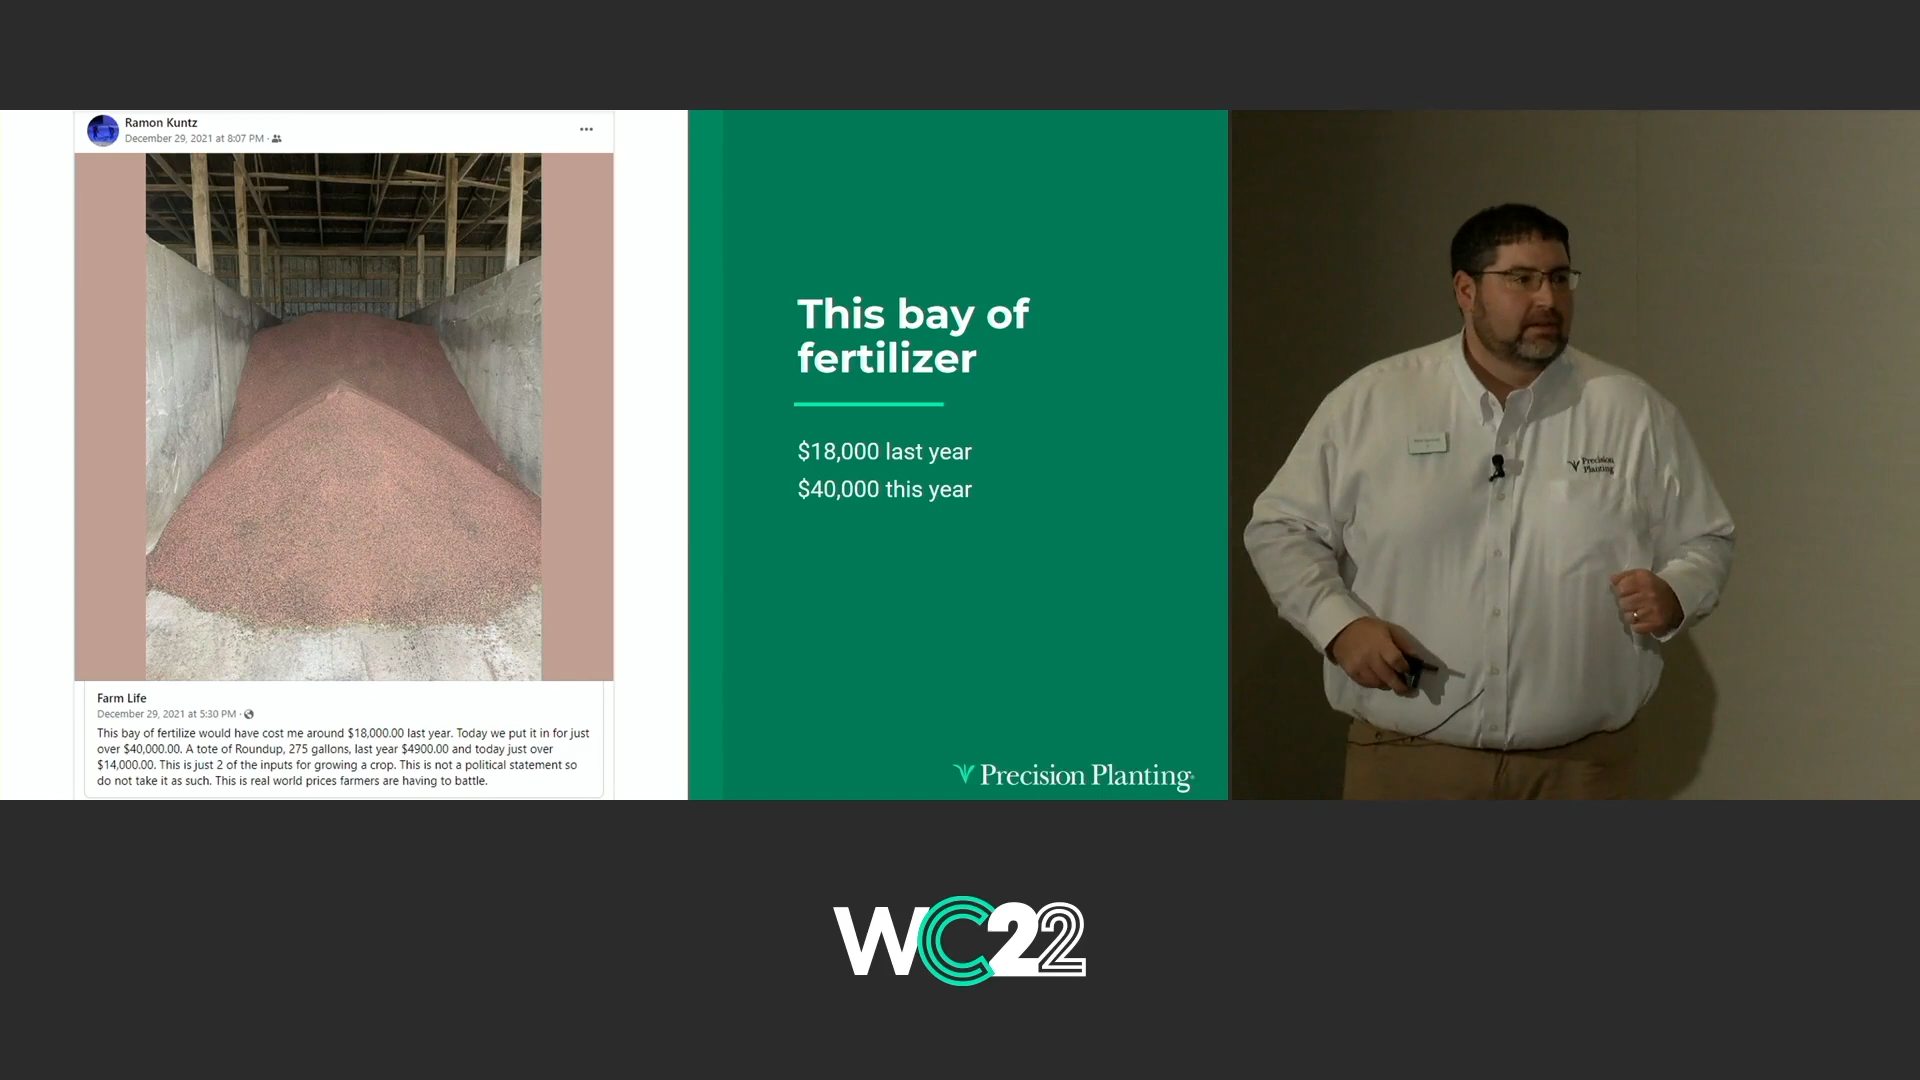 Ramon Kuntz
December 29, 2021 at 8:07 PM ·
Farm Life
December 29, 2021 at 5:30 PM ·
This bay of fertilize would have cost me around $18,000.00 last year. Today we put it in for just
over $40,000.00. A tote of Roundup, 275 gallons, last year $4900.00 and today just over
$14,000.00. This is just 2 of the inputs for growing a crop. This is not a political statement so
do not take it as such. This is real world prices farmers are having to battle.
This bay of
fertilizer
$18,000 last year
$40,000 this year
Precision Planting
Precision
Planting
WC22